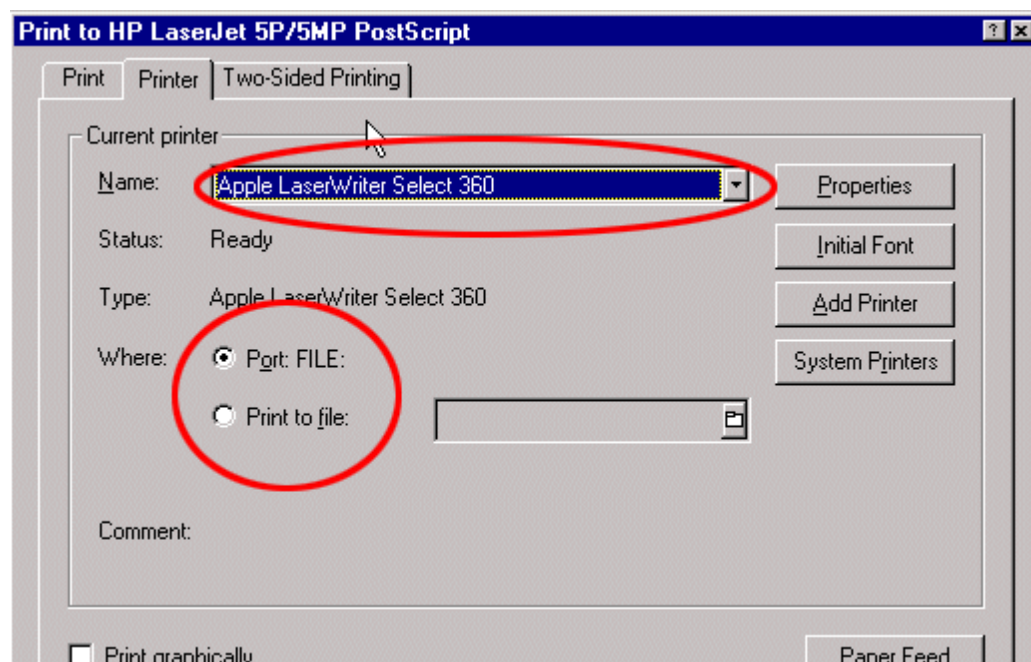 Print to HP LaserJet 5P/5MP PostScript
Print Printer Two-Sided Printing
Current printer
Name: Apple LaserWriter Select 360 Properties
Status: Ready Initial Font
Type: Apple LaserWriter Select 360 Add Printer
Where: Port: FILE: System Printers
Print to file:
Comment:
Print graphically Paper Feed